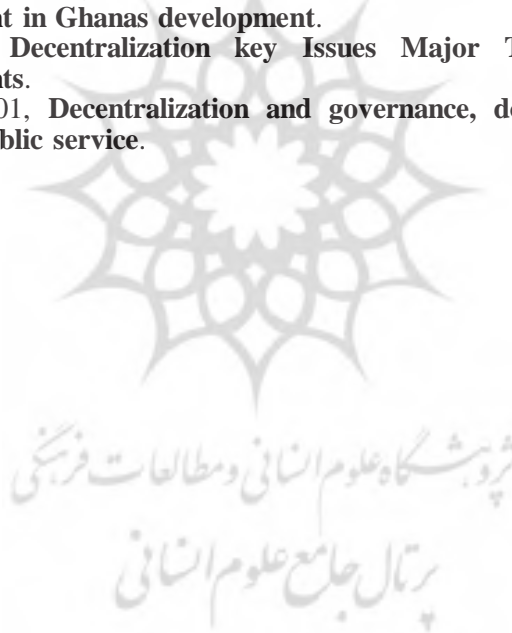 nt in Ghanas development.
Decentralization key Issues Major T
nts.
01, Decentralization and governance, d
blic service.
پژوهشگاه علوم انسانی و مطالعات فرهنگی
پرتال جامع علوم انسانی